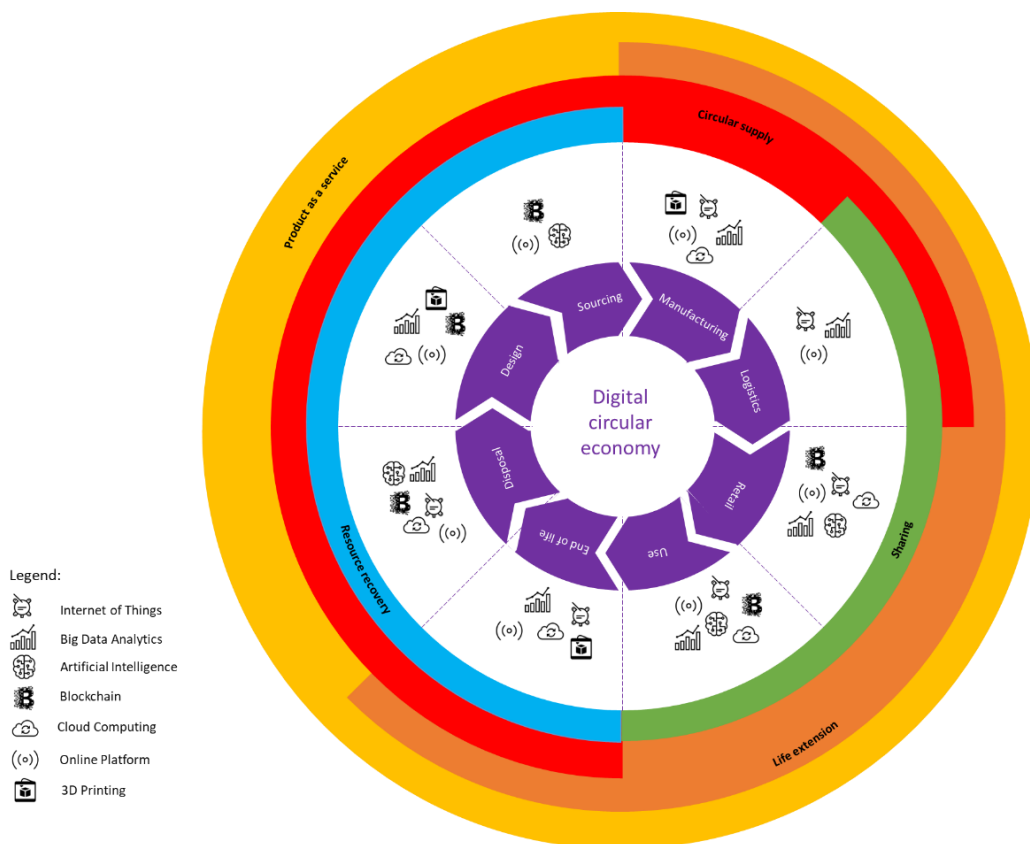 Product as a service
Circular supply
Sourcing
Manufacturing
Design
Logistics
Digital
circular
economy
Disposal
Retail
End of life
Use
Resource recovery
Sharing
Life extension
Legend:
Internet of Things
Big Data Analytics
Artificial Intelligence
Blockchain
Cloud Computing
Online Platform
3D Printing